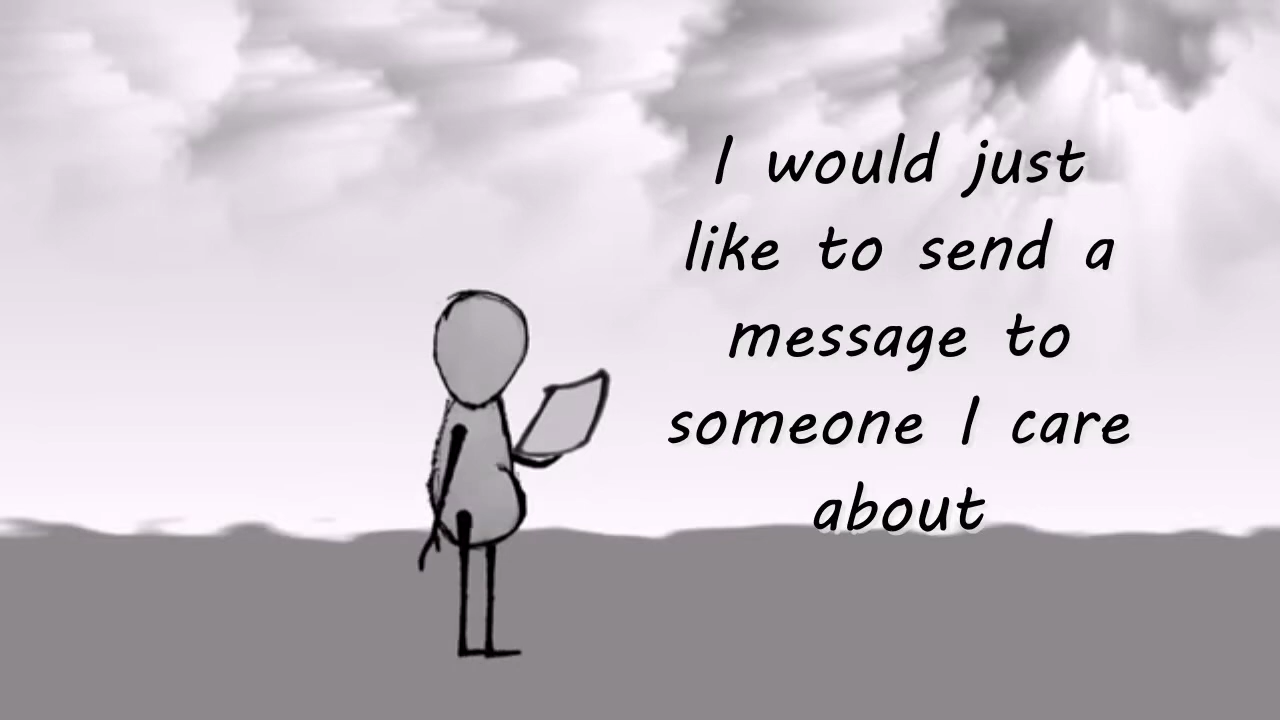 I would just
like to send a
message to
someone I care
about